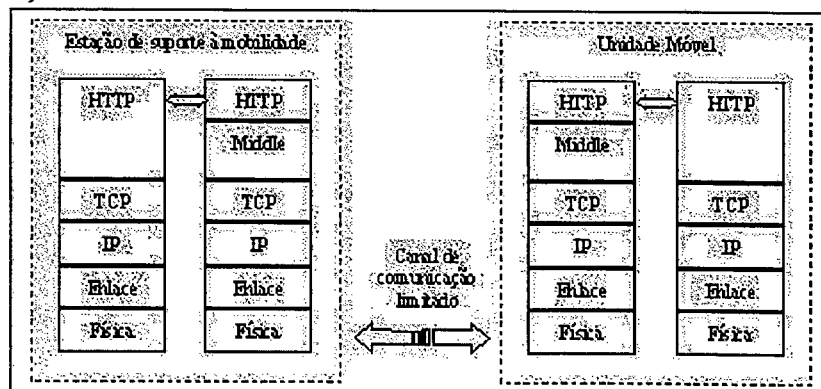 Estação de suporte à mobilidade
HTTP
TCP
IP
Enlace
Física
HTTP
Middle
TCP
IP
Enlace
Física
Canal de
comunicação
limitado
Unidade Móvel
HTTP
Middle
TCP
IP
Enlace
Física
HTTP
TCP
IP
Enlace
Física